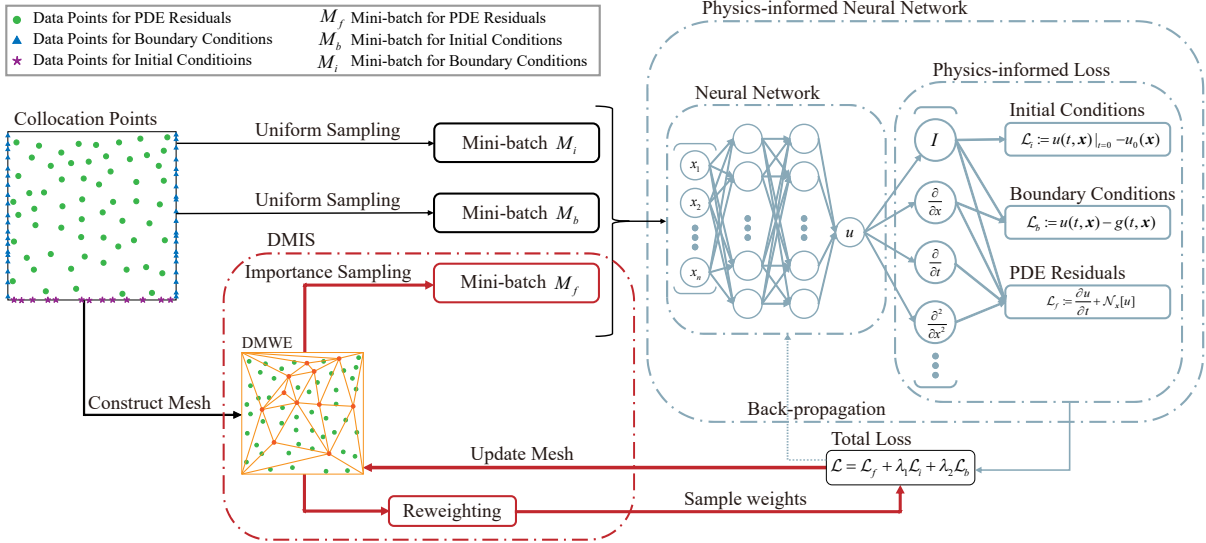 Data Points for PDE Residuals
Data Points for Boundary Conditions
Data Points for Initial Conditioins
M_f Mini-batch for PDE Residuals
M_b Mini-batch for Initial Conditions
M_i Mini-batch for Boundary Conditions
Physics-informed Neural Network
Physics-informed Loss
Neural Network
Collocation Points
Uniform Sampling
Mini-batch M_i
Uniform Sampling
Mini-batch M_b
DMIS
Importance Sampling
Mini-batch M_f
DMWE
Construct Mesh
x_1
x_2
x_n
u
I
∂/∂x
∂/∂t
∂²/∂x²
Initial Conditions
ℒ_i := u(t, x)|_{t=0} − u_0(x)
Boundary Conditions
ℒ_b := u(t, x) − g(t, x)
PDE Residuals
ℒ_f := ∂u/∂t + 𝒩_x[u]
Back-propagation
Total Loss
ℒ = ℒ_f + λ_1ℒ_i + λ_2ℒ_b
Update Mesh
Reweighting
Sample weights